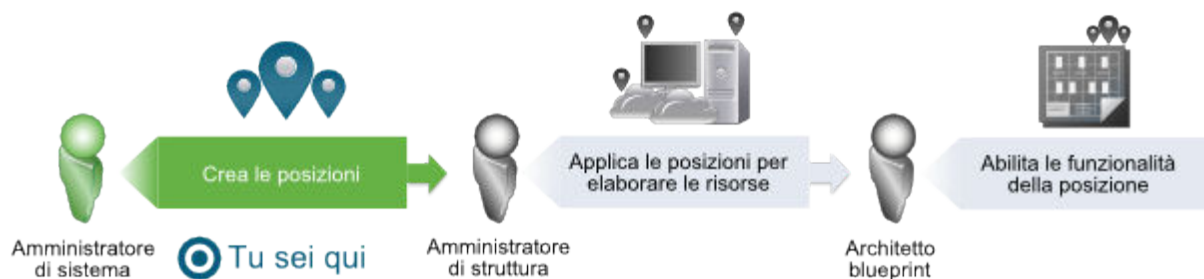 Crea le posizioni
Applica le posizioni per
elaborare le risorse
Abilita le funzionalità
della posizione
Amministratore
di sistema
Tu sei qui
Amministratore
di struttura
Architetto
blueprint